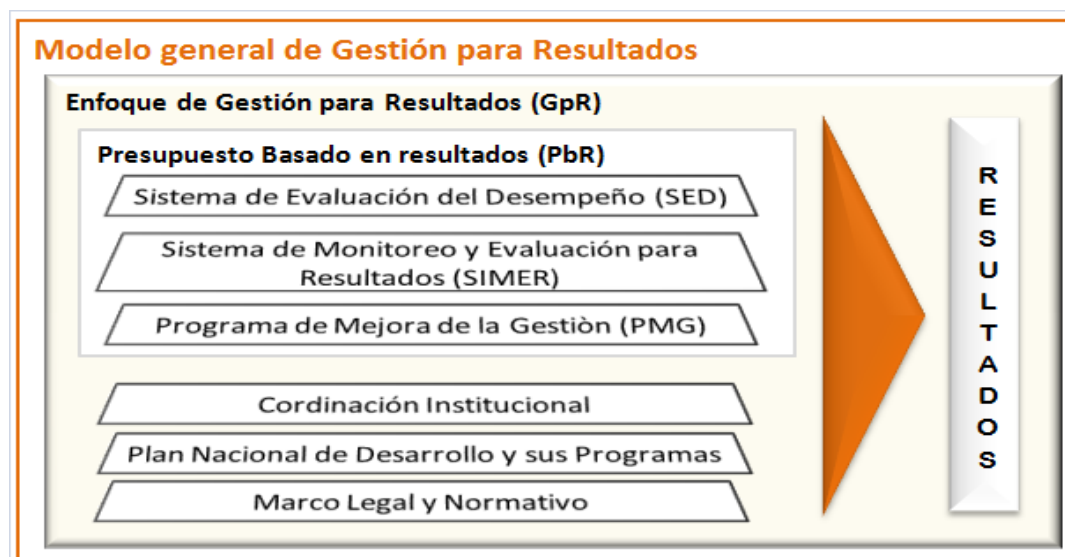 Modelo general de Gestión para Resultados
Enfoque de Gestión para Resultados (GpR)
Presupuesto Basado en resultados (PbR)
Sistema de Evaluación del Desempeño (SED)
Sistema de Monitoreo y Evaluación para
Resultados (SIMER)
Programa de Mejora de la Gestiòn (PMG)
Cordinación Institucional
Plan Nacional de Desarrollo y sus Programas
Marco Legal y Normativo
RESULTADOS